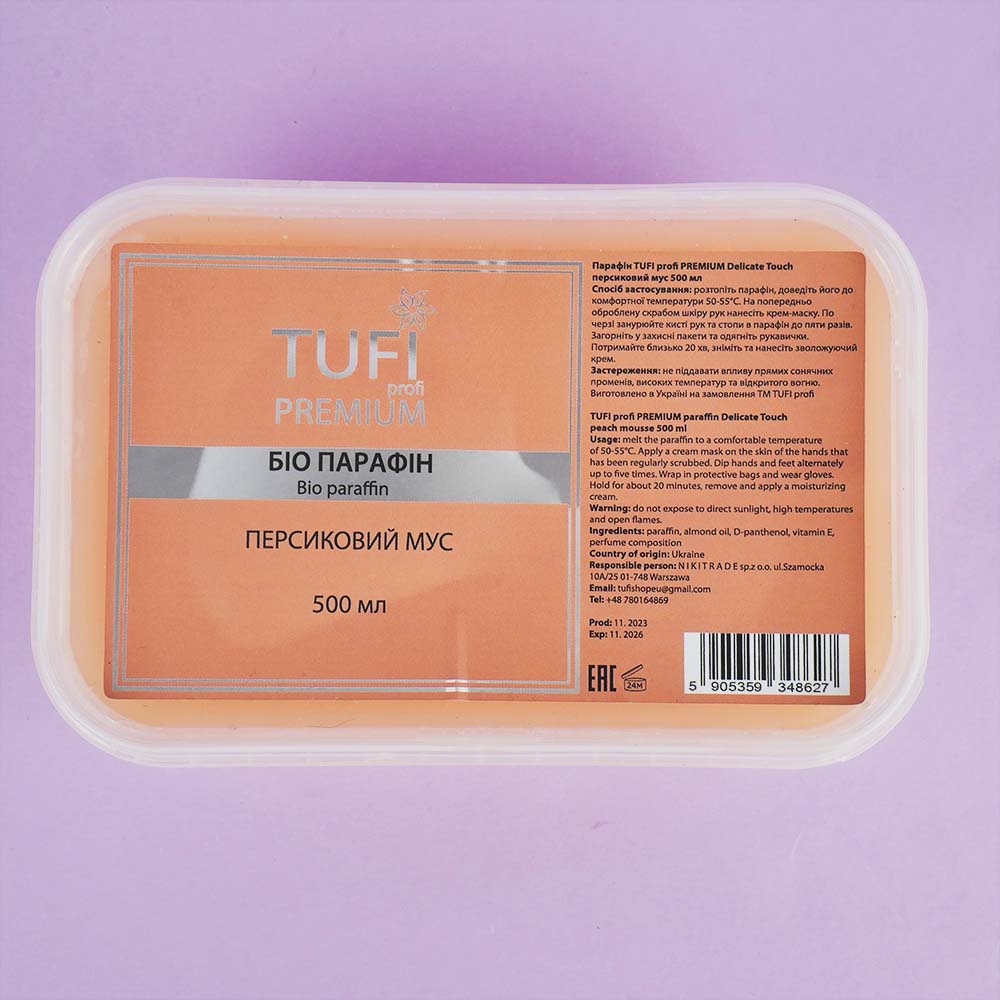 TUFI
profi
PREMIUM
БІО ПАРАФІН
Bio paraffin
ПЕРСИКОВИЙ МУС
500 мл
Парафін TUFI profi PREMIUM Delicate Touch
персиковий мус 500 мл
Спосіб застосування: розтопіть парафін, доведіть його до
комфортної температури 50-55°C. На попередньо
оброблену скрабом шкіру рук нанесіть крем-маску. По
черзі занурюйте кисті рук та стопи в парафін до пяти разів.
Загорніть у захисні пакети та одягніть рукавички.
Потримайте близько 20 хв, зніміть та нанесіть зволожуючий
крем.
Застереження: не піддавати впливу прямих сонячних
променів, високих температур та відкритого вогню.
Виготовлено в Україні на замовлення ТМ TUFI profi
TUFI profi PREMIUM paraffin Delicate Touch
peach mousse 500 ml
Usage: melt the paraffin to a comfortable temperature
of 50-55°C. Apply a cream mask on the skin of the hands that
has been regularly scrubbed. Dip hands and feet alternately
up to five times. Wrap in protective bags and wear gloves.
Hold for about 20 minutes, remove and apply a moisturizing
cream.
Warning: do not expose to direct sunlight, high temperatures
and open flames.
Ingredients: paraffin, almond oil, D-panthenol, vitamin E,
perfume composition
Country of origin: Ukraine
Responsible person: N I K I T R A D E sp.z o.o. ul.Szamocka
10A/25 01-748 Warszawa
Email: tufishopeu@gmail.com
Tel: +48 780164869
Prod: 11. 2023
Exp: 11. 2026
EAC
24M
5 905359 348627